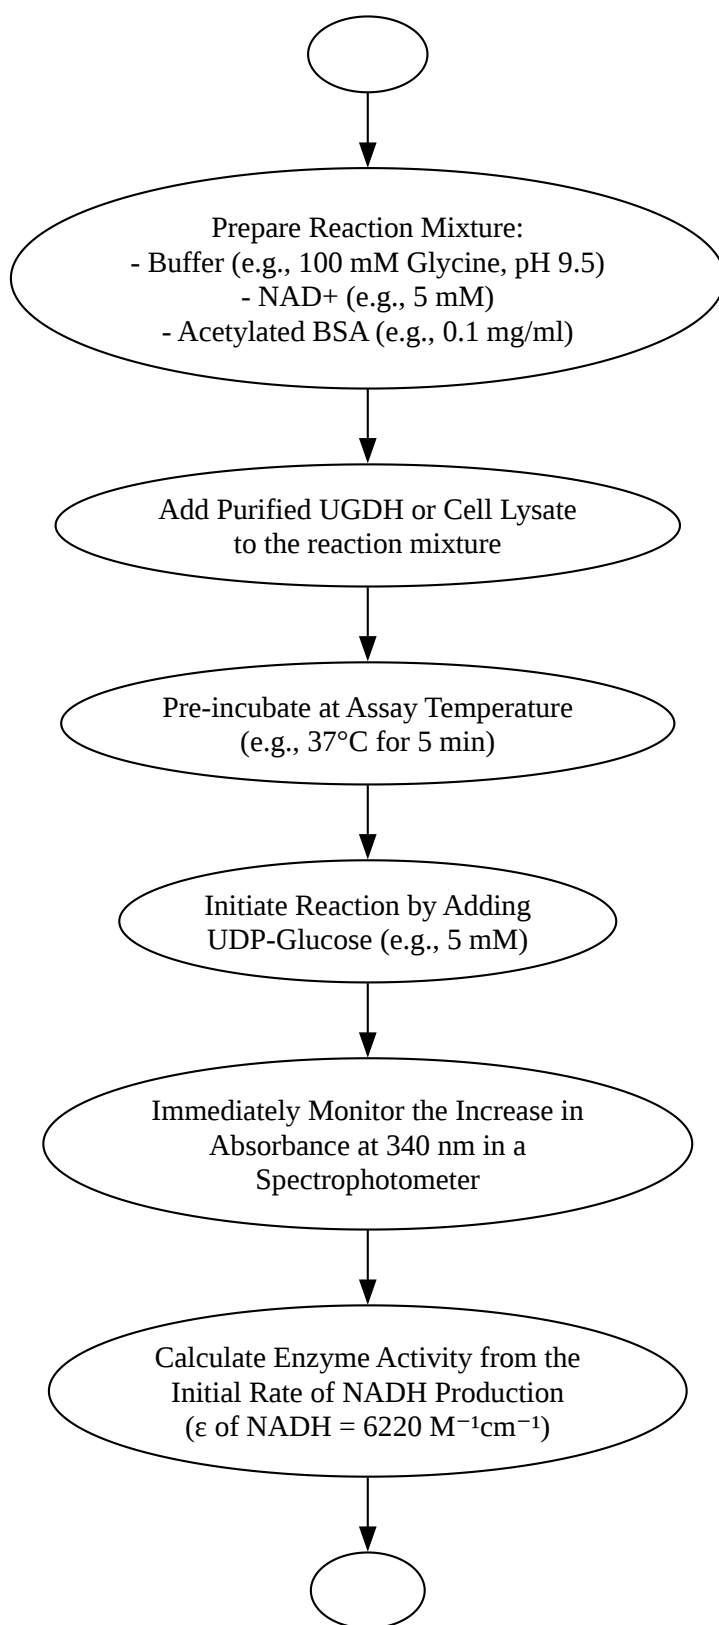 Prepare Reaction Mixture:
- Buffer (e.g., 100 mM Glycine, pH 9.5)
- NAD+ (e.g., 5 mM)
- Acetylated BSA (e.g., 0.1 mg/ml)
Add Purified UGDH or Cell Lysate
to the reaction mixture
Pre-incubate at Assay Temperature
(e.g., 37°C for 5 min)
Initiate Reaction by Adding
UDP-Glucose (e.g., 5 mM)
Immediately Monitor the Increase in
Absorbance at 340 nm in a
Spectrophotometer
Calculate Enzyme Activity from the
Initial Rate of NADH Production
(ε of NADH = 6220 M⁻¹cm⁻¹)